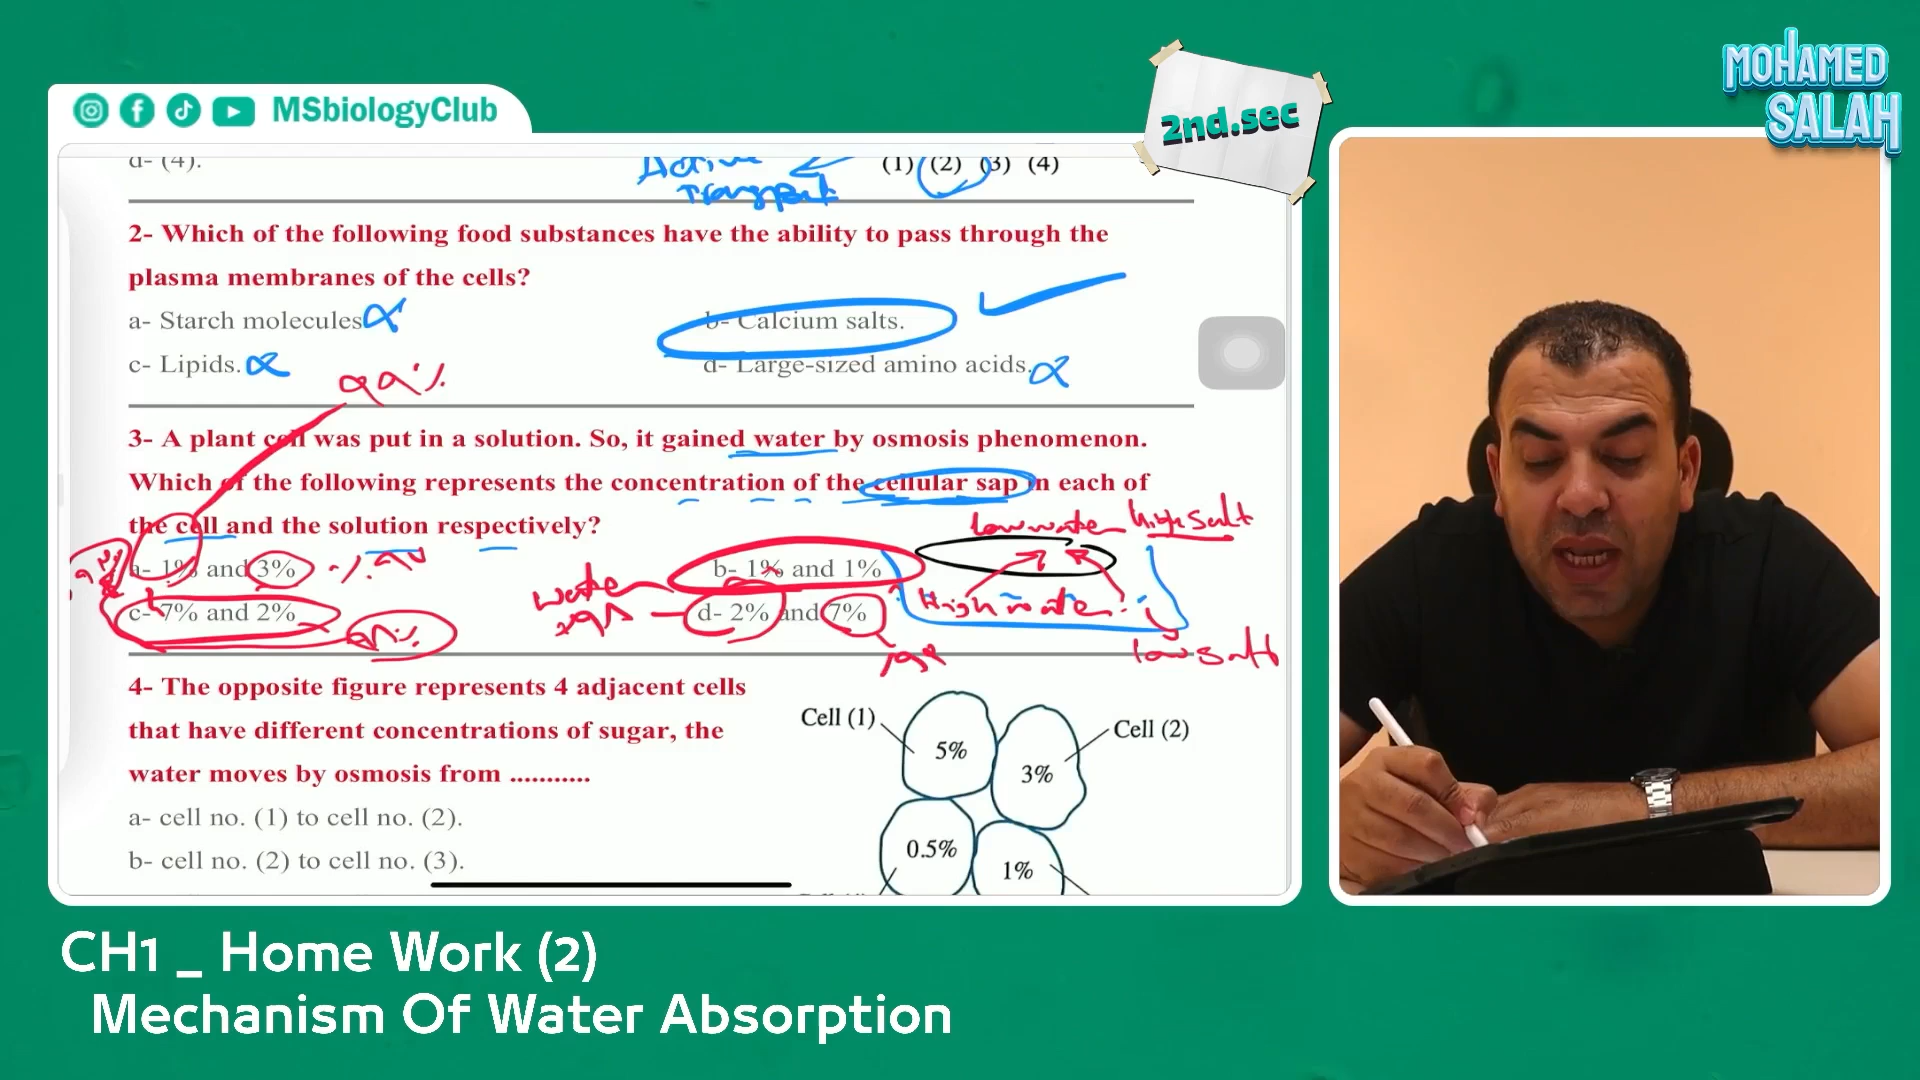 MOHAMED
SALAH
MSbiologyClub
2nd.sec
d- (4).
Active
Transport
(1) (2) (3) (4)
2- Which of the following food substances have the ability to pass through the
plasma membranes of the cells?
a- Starch molecules
b- Calcium salts.
c- Lipids.
d- Large-sized amino acids.
3- A plant cell was put in a solution. So, it gained water by osmosis phenomenon.
Which of the following represents the concentration of the cellular sap in each of
the cell and the solution respectively?
low water high salt
a- 1% and 3%
b- 1% and 1%
water
High water
c- 7% and 2%
d- 2% and 7%
low salt
4- The opposite figure represents 4 adjacent cells
that have different concentrations of sugar, the
water moves by osmosis from ...........
a- cell no. (1) to cell no. (2).
b- cell no. (2) to cell no. (3).
Cell (1)
Cell (2)
5%
3%
0.5%
1%
CH1 _ Home Work (2)
Mechanism Of Water Absorption